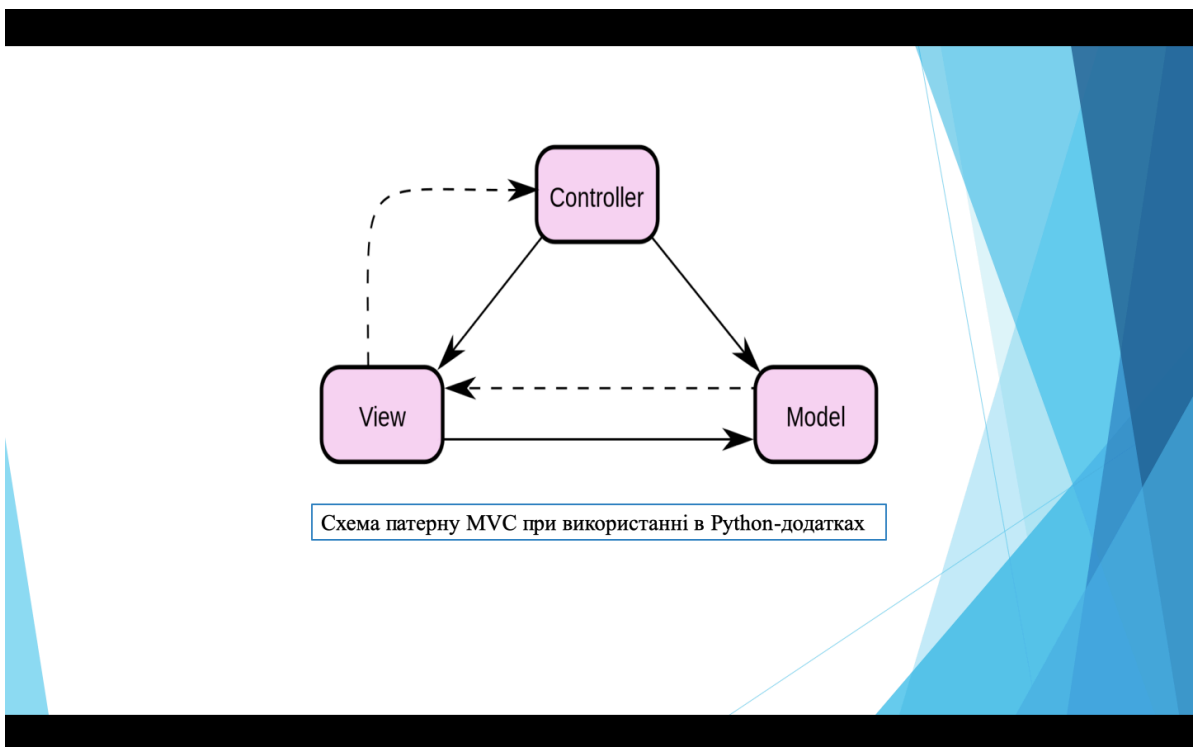 Controller
View
Model
Схема патерну MVC при використанні в Python-додатках